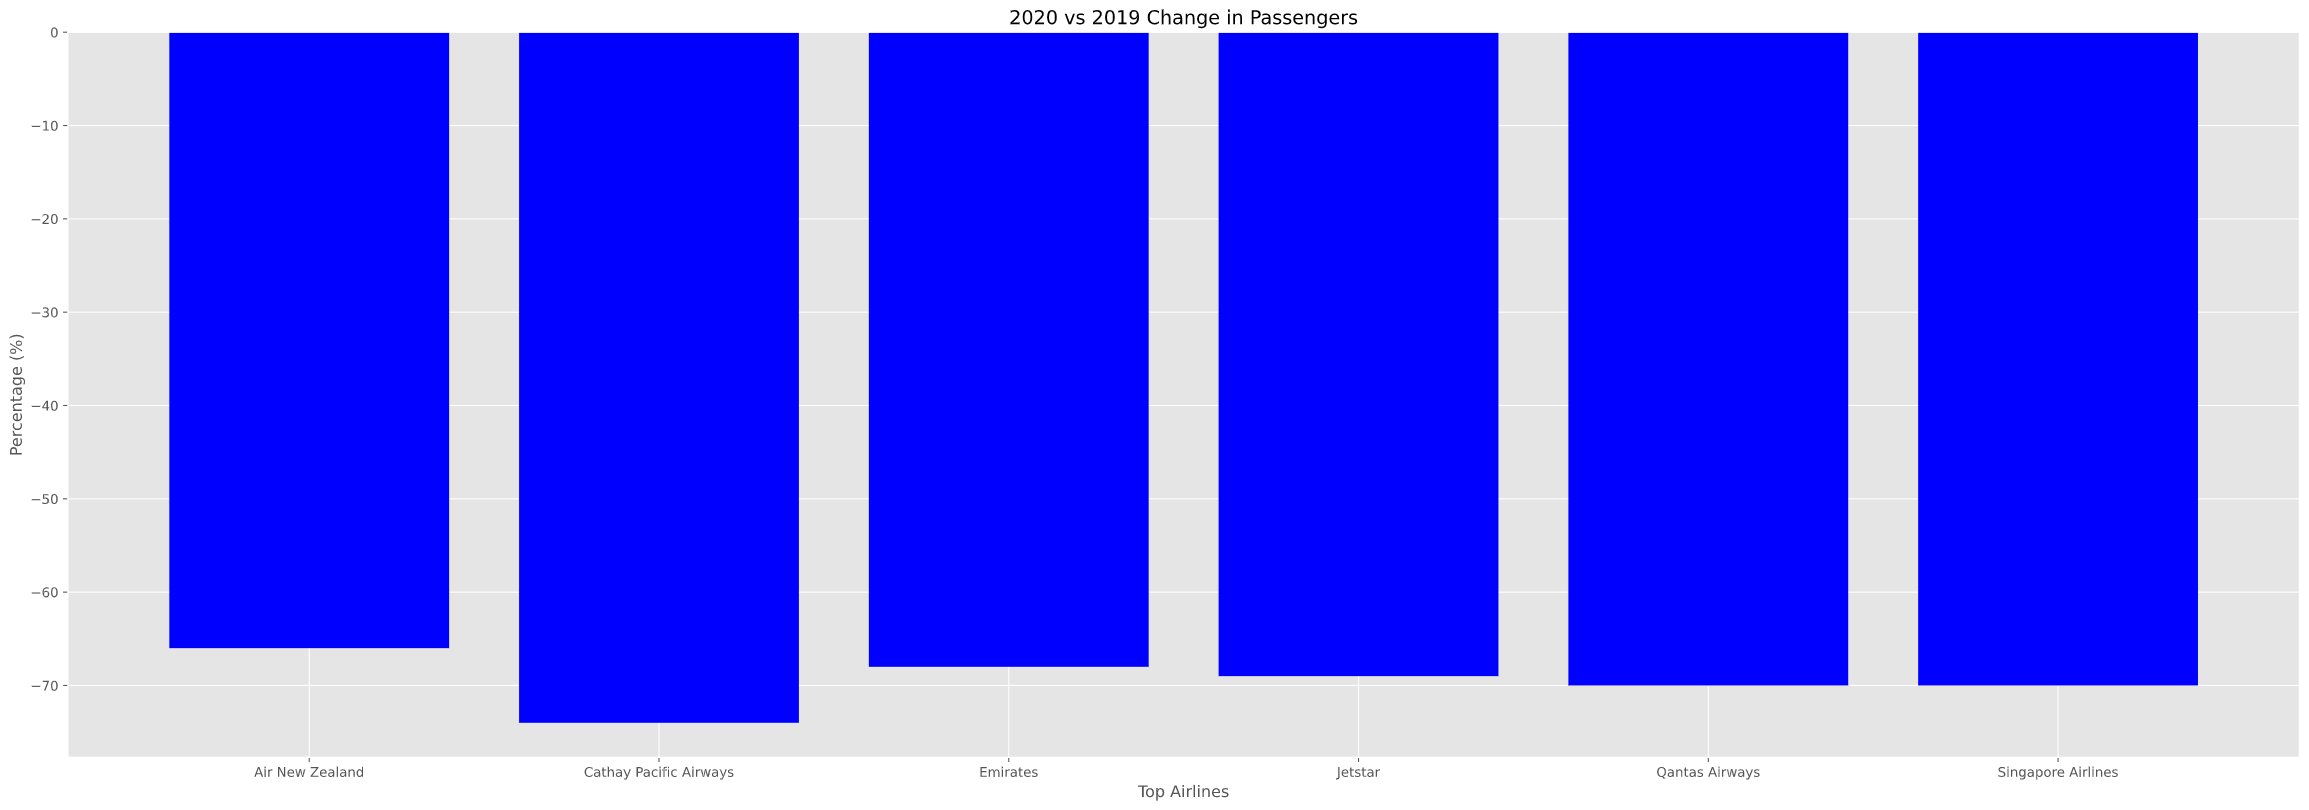 2020 vs 2019 Change in Passengers
0
−10
−20
−30
−40
−50
−60
−70
Percentage (%)
Air New Zealand
Cathay Pacific Airways
Emirates
Jetstar
Qantas Airways
Singapore Airlines
Top Airlines